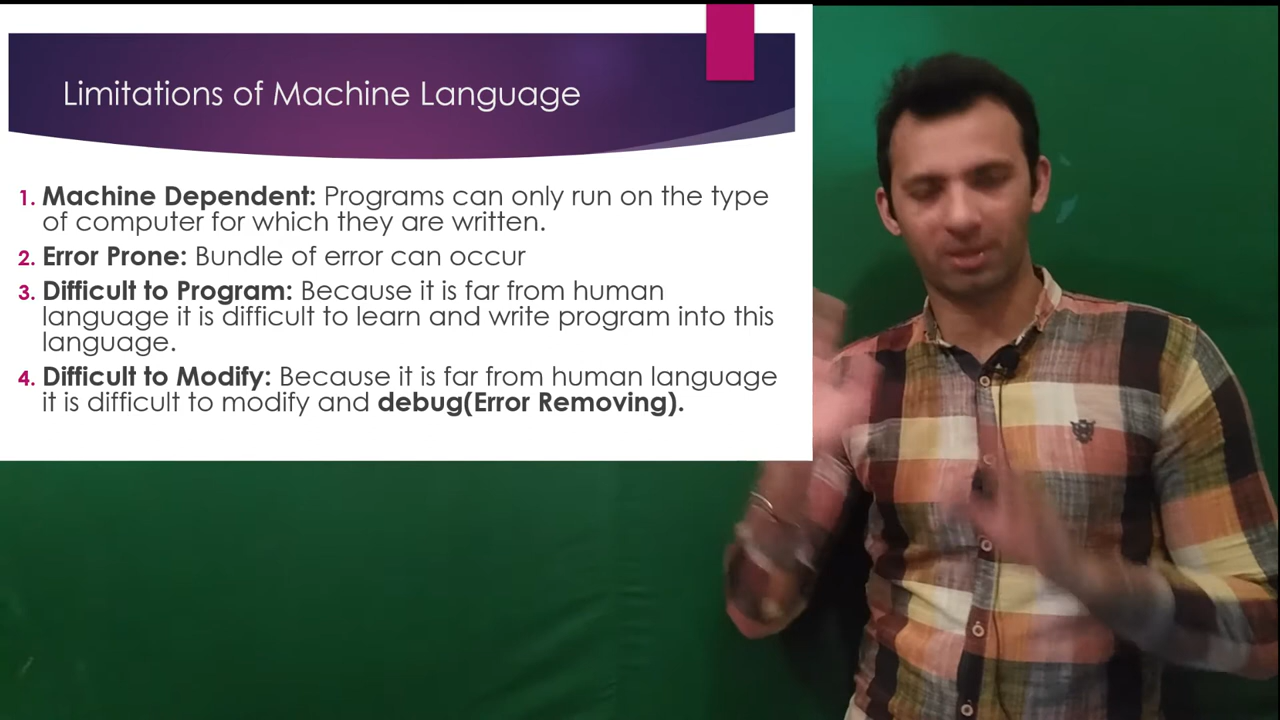 Limitations of Machine Language
1. Machine Dependent: Programs can only run on the type
of computer for which they are written.
2. Error Prone: Bundle of error can occur
3. Difficult to Program: Because it is far from human
language it is difficult to learn and write program into this
language.
4. Difficult to Modify: Because it is far from human language
it is difficult to modify and debug(Error Removing).